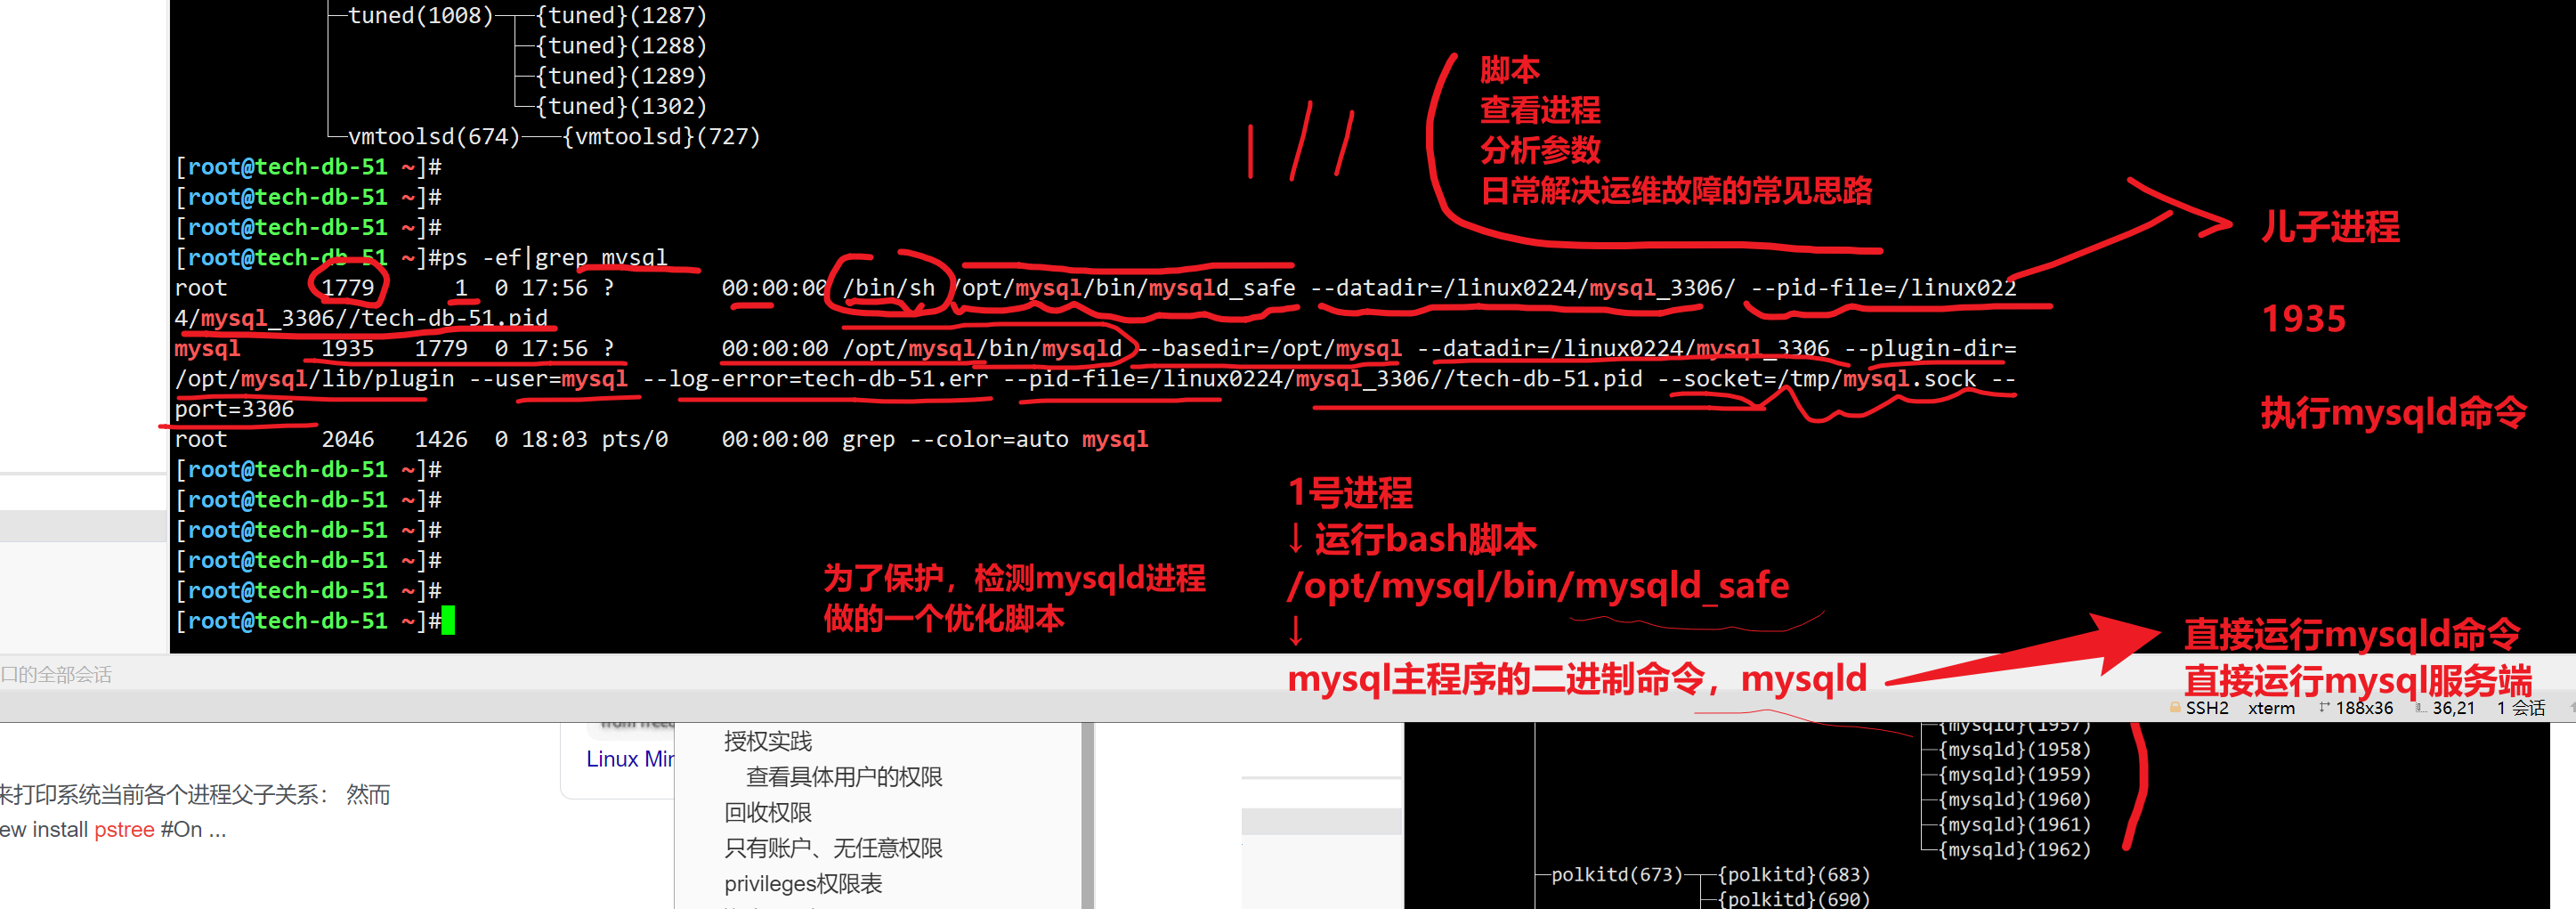 tuned(1008)─┬─{tuned}(1287)
├─{tuned}(1288)
├─{tuned}(1289)
└─{tuned}(1302)
└─vmtoolsd(674)───{vmtoolsd}(727)
[root@tech-db-51 ~]#
[root@tech-db-51 ~]#
[root@tech-db-51 ~]#
[root@tech-db-51 ~]#ps -ef|grep mysql
root 1779 1 0 17:56 ? 00:00:00 /bin/sh /opt/mysql/bin/mysqld_safe --datadir=/linux0224/mysql_3306/ --pid-file=/linux022
4/mysql_3306//tech-db-51.pid
mysql 1935 1779 0 17:56 ? 00:00:00 /opt/mysql/bin/mysqld --basedir=/opt/mysql --datadir=/linux0224/mysql_3306 --plugin-dir=
/opt/mysql/lib/plugin --user=mysql --log-error=tech-db-51.err --pid-file=/linux0224/mysql_3306//tech-db-51.pid --socket=/tmp/mysql.sock --
port=3306
root 2046 1426 0 18:03 pts/0 00:00:00 grep --color=auto mysql
[root@tech-db-51 ~]#
[root@tech-db-51 ~]#
[root@tech-db-51 ~]#
[root@tech-db-51 ~]#
[root@tech-db-51 ~]#
[root@tech-db-51 ~]#
脚本
查看进程
分析参数
日常解决运维故障的常见思路
儿子进程
1935
执行mysqld命令
1号进程
↓运行bash脚本
/opt/mysql/bin/mysqld_safe
↓
mysql主程序的二进制命令，mysqld
为了保护，检测mysqld进程
做的一个优化脚本
直接运行mysqld命令
直接运行mysql服务端
口的全部会话
SSH2 xterm 188x36 36,21 1 会话
Linux Mir
来打印系统当前各个进程父子关系： 然而
ew install pstree #On ...
授权实践
查看具体用户的权限
回收权限
只有账户、无任意权限
privileges权限表
{mysqld}(1957)
├─{mysqld}(1958)
├─{mysqld}(1959)
├─{mysqld}(1960)
├─{mysqld}(1961)
└─{mysqld}(1962)
├─polkitd(673)─┬─{polkitd}(683)
├─{polkitd}(690)